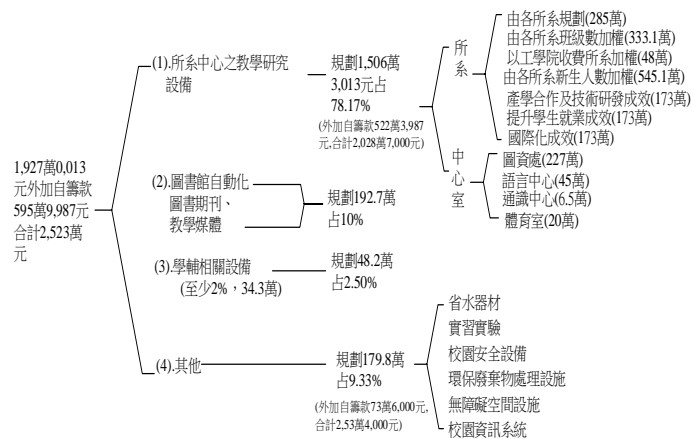 1,927萬0,013
元外加自籌款
595萬9,987元
合計2,523萬
元
(1).所系中心之教學研究
設備
規劃1,506萬
3,013元占
78.17%
(外加自籌款522萬3,987
元,合計2,028萬7,000元)
所
系
由各所系規劃(285萬)
由各所系班級數加權(333.1萬)
以工學院收費所系加權(48萬)
由各所系新生人數加權(545.1萬)
產學合作及技術研發成效(173萬)
提升學生就業成效(173萬)
國際化成效(173萬)
中
心
室
圖資處(227萬)
語言中心(45萬)
通識中心(6.5萬)
體育室(20萬)
(2).圖書館自動化
圖書期刊、
教學媒體
規劃192.7萬
占10%
(3).學輔相關設備
(至少2%，34.3萬)
規劃48.2萬
占2.50%
(4).其他
規劃179.8萬
占9.33%
(外加自籌款73萬6,000元,
合計2,53萬4,000元)
省水器材
實習實驗
校園安全設備
環保廢棄物處理設施
無障礙空間設施
校園資訊系統